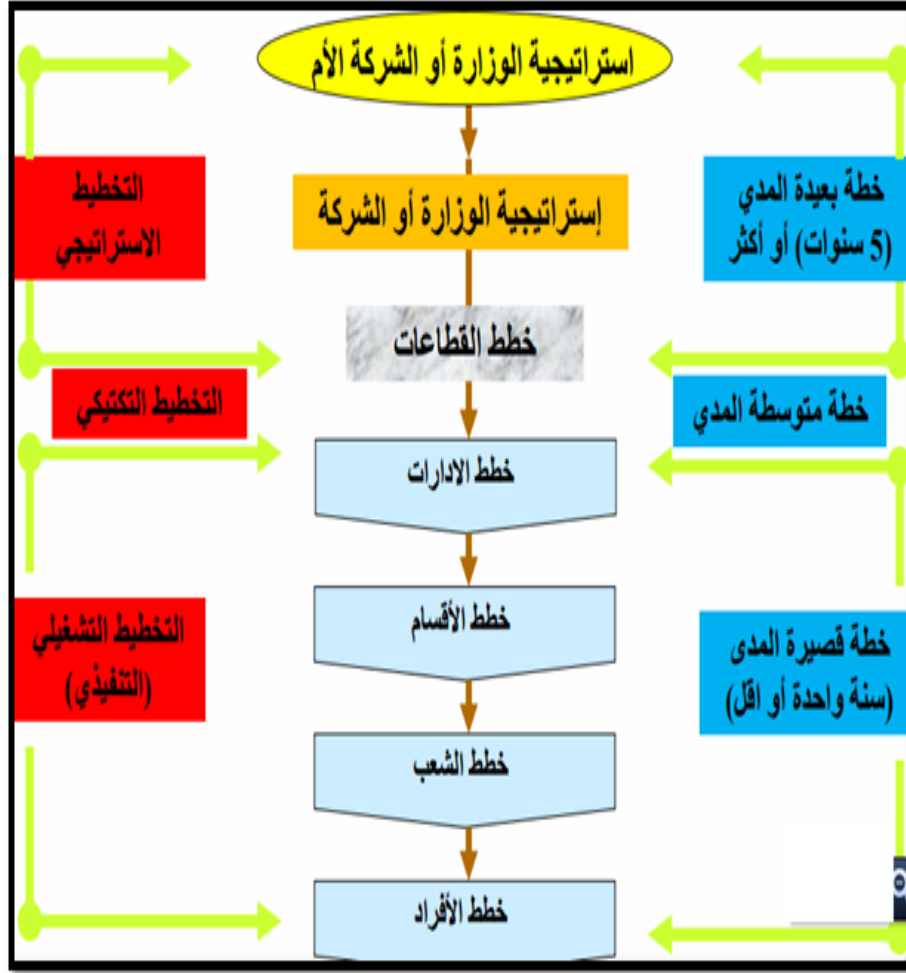 استراتيجية الوزارة أو الشركة الأم
خطة بعيدة المدي
(5 سنوات) أو أكثر
إستراتيجية الوزارة أو الشركة
التخطيط
الاستراتيجي
خطط القطاعات
خطة متوسطة المدي
التخطيط التكتيكي
خطط الادارات
خطط الأقسام
خطة قصيرة المدى
(سنة واحدة أو اقل)
التخطيط التشغيلي
(التنفيذي)
خطط الشعب
خطط الأفراد